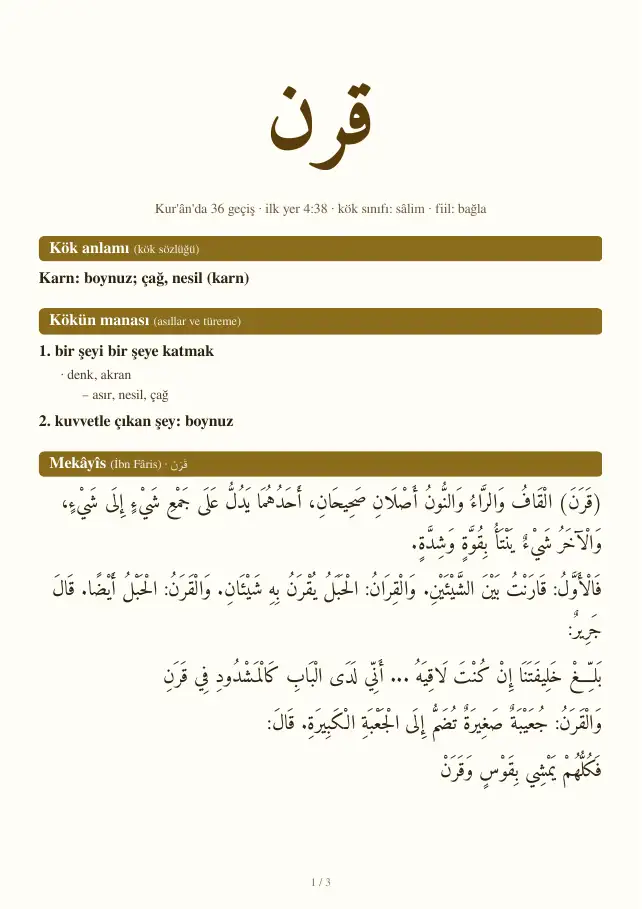 قرن
Kur'ân'da 36 geçiş · ilk yer 4:38 · kök sınıfı: sâlim · fiil: bağla
Kök anlamı (kök sözlüğü)
Karn: boynuz; çağ, nesil (karn)
Kökün manası (asıllar ve türeme)
1. bir şeyi bir şeye katmak
· denk, akran
– asır, nesil, çağ
2. kuvvetle çıkan şey: boynuz
Mekâyîs (İbn Fâris) · قَرَنَ
(قَرَنَ) الْقَافُ وَالرَّاءُ وَالنُّونُ أَصْلَانِ صَحِيحَانِ، أَحَدُهُمَا يَدُلُّ عَلَى جَمْعِ شَيْءٍ إِلَى شَيْءٍ،
وَالْآخَرُ شَيْءٌ يَنْتَأُ بِقُوَّةٍ وَشِدَّةٍ.
فَالْأَوَّلُ: قَارَنْتُ بَيْنَ الشَّيْئَيْنِ. وَالْقِرَانُ: الْحَبْلُ يُقْرَنُ بِهِ شَيْئَانِ. وَالْقَرَنُ: الْحَبْلُ أَيْضًا. قَالَ
جَرِيرٌ:
بَلِّــغْ خَلِيفَتَنَا إِنْ كُنْتَ لَاقِيَهُ ... أَنِّي لَدَى الْبَابِ كَالْمَشْدُودِ فِي قَرَنِ
وَالْقَرَنُ: جُعَيْبَةٌ صَغِيرَةٌ تُضَمُّ إِلَى الْجَعْبَةِ الْكَبِيرَةِ. قَالَ:
فَكُلُّهُمْ يَمْشِي بِقَوْسٍ وَقَرَنْ
1 / 3